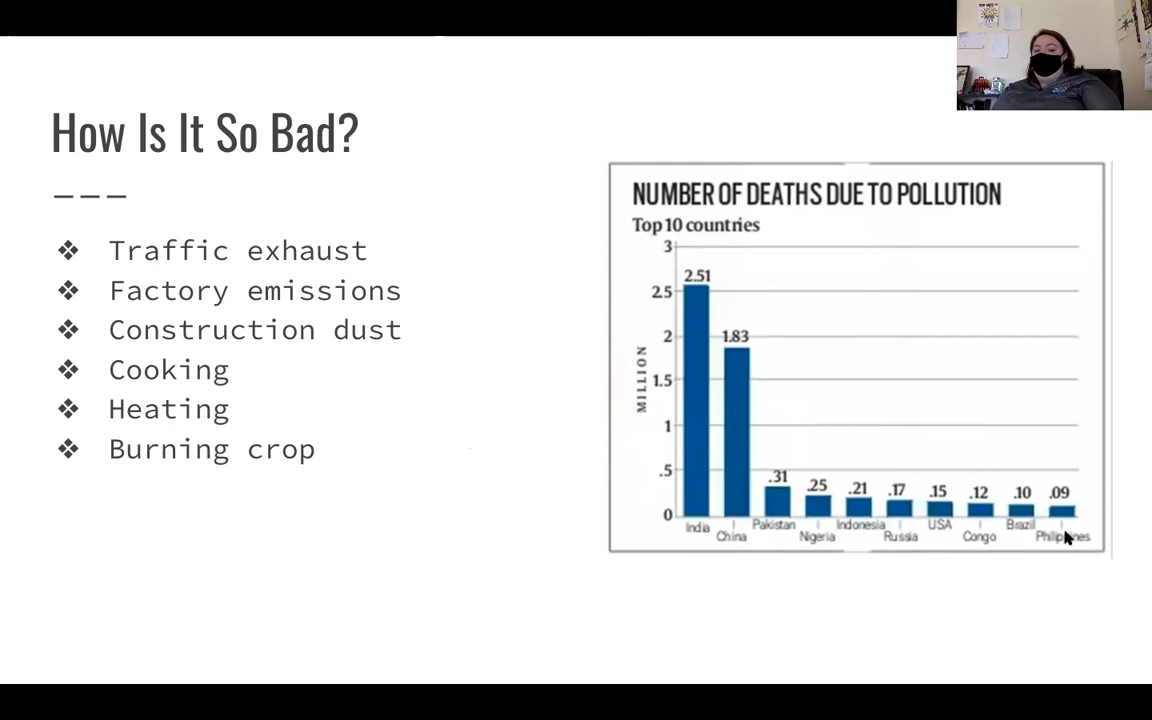 How Is It So Bad?
❖ Traffic exhaust
❖ Factory emissions
❖ Construction dust
❖ Cooking
❖ Heating
❖ Burning crop
NUMBER OF DEATHS DUE TO POLLUTION
Top 10 countries
MILLION
3
2.5
2
1.5
1
.5
0
2.51
1.83
.31
.25
.21
.17
.15
.12
.10
.09
India
China
Pakistan
Nigeria
Indonesia
Russia
USA
Congo
Brazil
Philippines